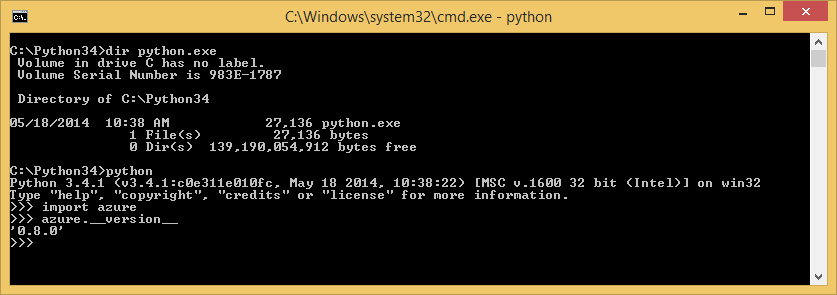 C:\Windows\system32\cmd.exe - python
C:\Python34>dir python.exe
 Volume in drive C has no label.
 Volume Serial Number is 983E-1787
 Directory of C:\Python34
05/18/2014  10:38 AM            27,136 python.exe
               1 File(s)         27,136 bytes
               0 Dir(s)  139,190,054,912 bytes free
C:\Python34>python
Python 3.4.1 (v3.4.1:c0e311e010fc, May 18 2014, 10:38:22) [MSC v.1600 32 bit (Intel)] on win32
Type "help", "copyright", "credits" or "license" for more information.
>>> import azure
>>> azure.__version__
'0.8.0'
>>>